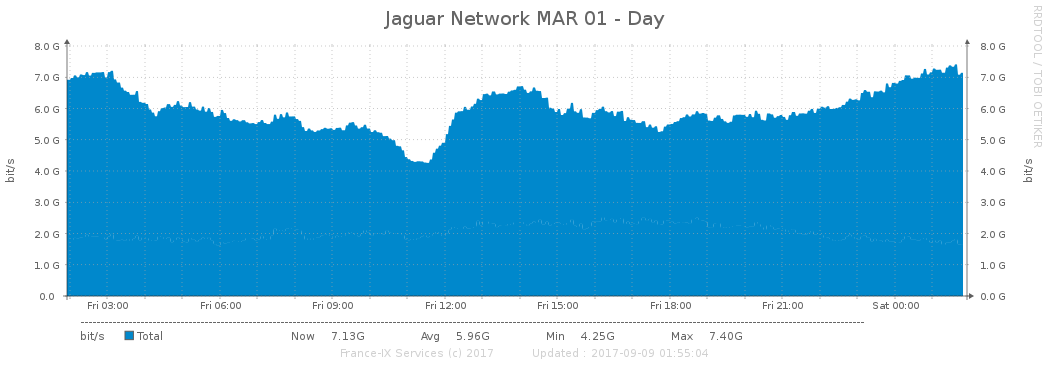 Jaguar Network MAR 01 - Day
RRDTOOL / TOBI OETIKER
8.0 G 8.0 G
7.0 G 7.0 G
6.0 G 6.0 G
5.0 G 5.0 G
4.0 G 4.0 G
3.0 G 3.0 G
2.0 G 2.0 G
1.0 G 1.0 G
0.0 0.0 G
bit/s
bit/s
Fri 03:00 Fri 06:00 Fri 09:00 Fri 12:00 Fri 15:00 Fri 18:00 Fri 21:00 Sat 00:00
bit/s Total Now 7.13G Avg 5.96G Min 4.25G Max 7.40G
France-IX Services (c) 2017 Updated : 2017-09-09 01:55:04